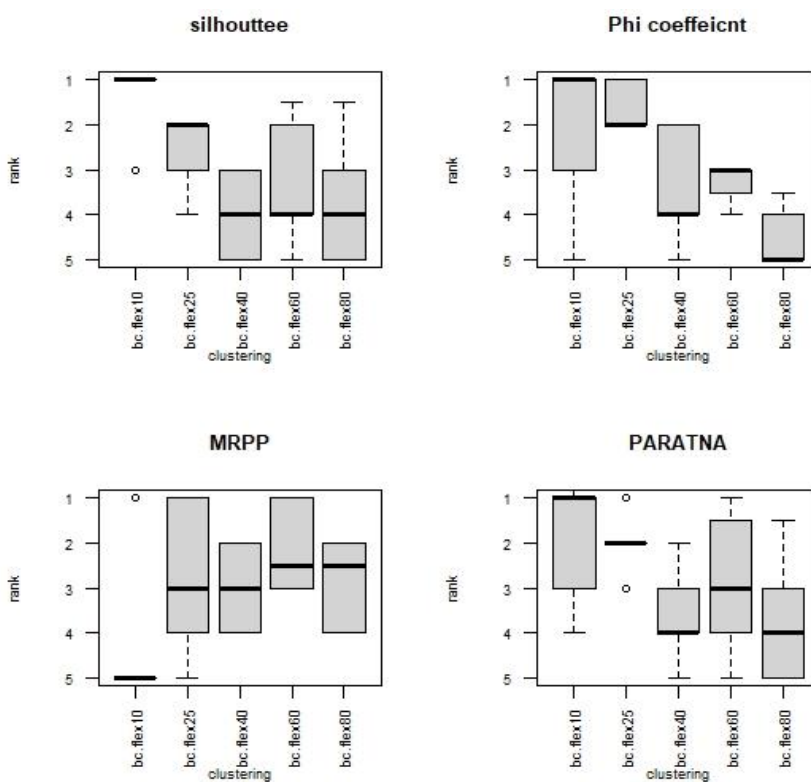 silhouttee
rank
1
2
3
4
5
bc.flex10
bc.flex25
bc.flex40
bc.flex60
bc.flex80
clustering
Phi coeffeicnt
rank
1
2
3
4
5
bc.flex10
bc.flex25
bc.flex40
bc.flex60
bc.flex80
clustering
MRPP
rank
1
2
3
4
5
bc.flex10
bc.flex25
bc.flex40
bc.flex60
bc.flex80
clustering
PARATNA
rank
1
2
3
4
5
bc.flex10
bc.flex25
bc.flex40
bc.flex60
bc.flex80
clustering